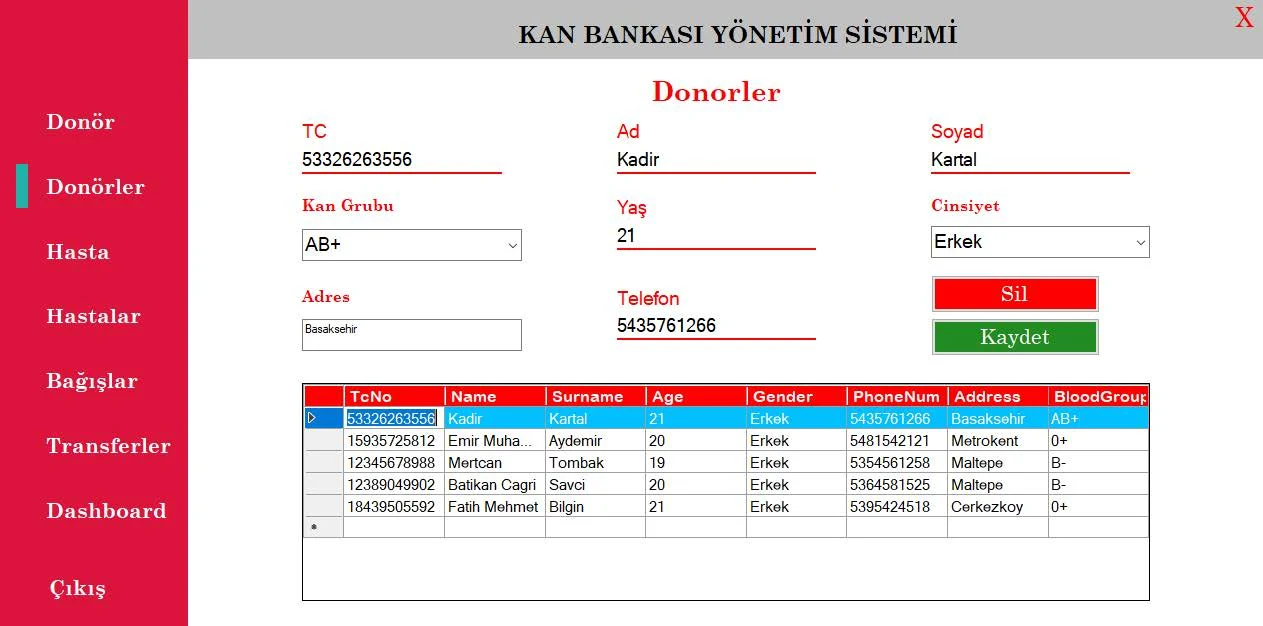 X
KAN BANKASI YÖNETİM SİSTEMİ
Donör
Donörler
Hasta
Hastalar
Bağışlar
Transferler
Dashboard
Çıkış
Donorler
TC Ad Soyad
53326263556 Kadir Kartal
Kan Grubu Yaş Cinsiyet
AB+ 21 Erkek
Adres Telefon Sil
Basaksehir 5435761266 Kaydet
TcNo Name Surname Age Gender PhoneNum Address BloodGroup
53326263556 Kadir Kartal 21 Erkek 5435761266 Basaksehir AB+
15935725812 Emir Muha... Aydemir 20 Erkek 5481542121 Metrokent 0+
12345678988 Mertcan Tombak 19 Erkek 5354561258 Maltepe B-
12389049902 Batikan Cagri Savci 20 Erkek 5364581525 Maltepe B-
18439505592 Fatih Mehmet Bilgin 21 Erkek 5395424518 Cerkezkoy 0+
*